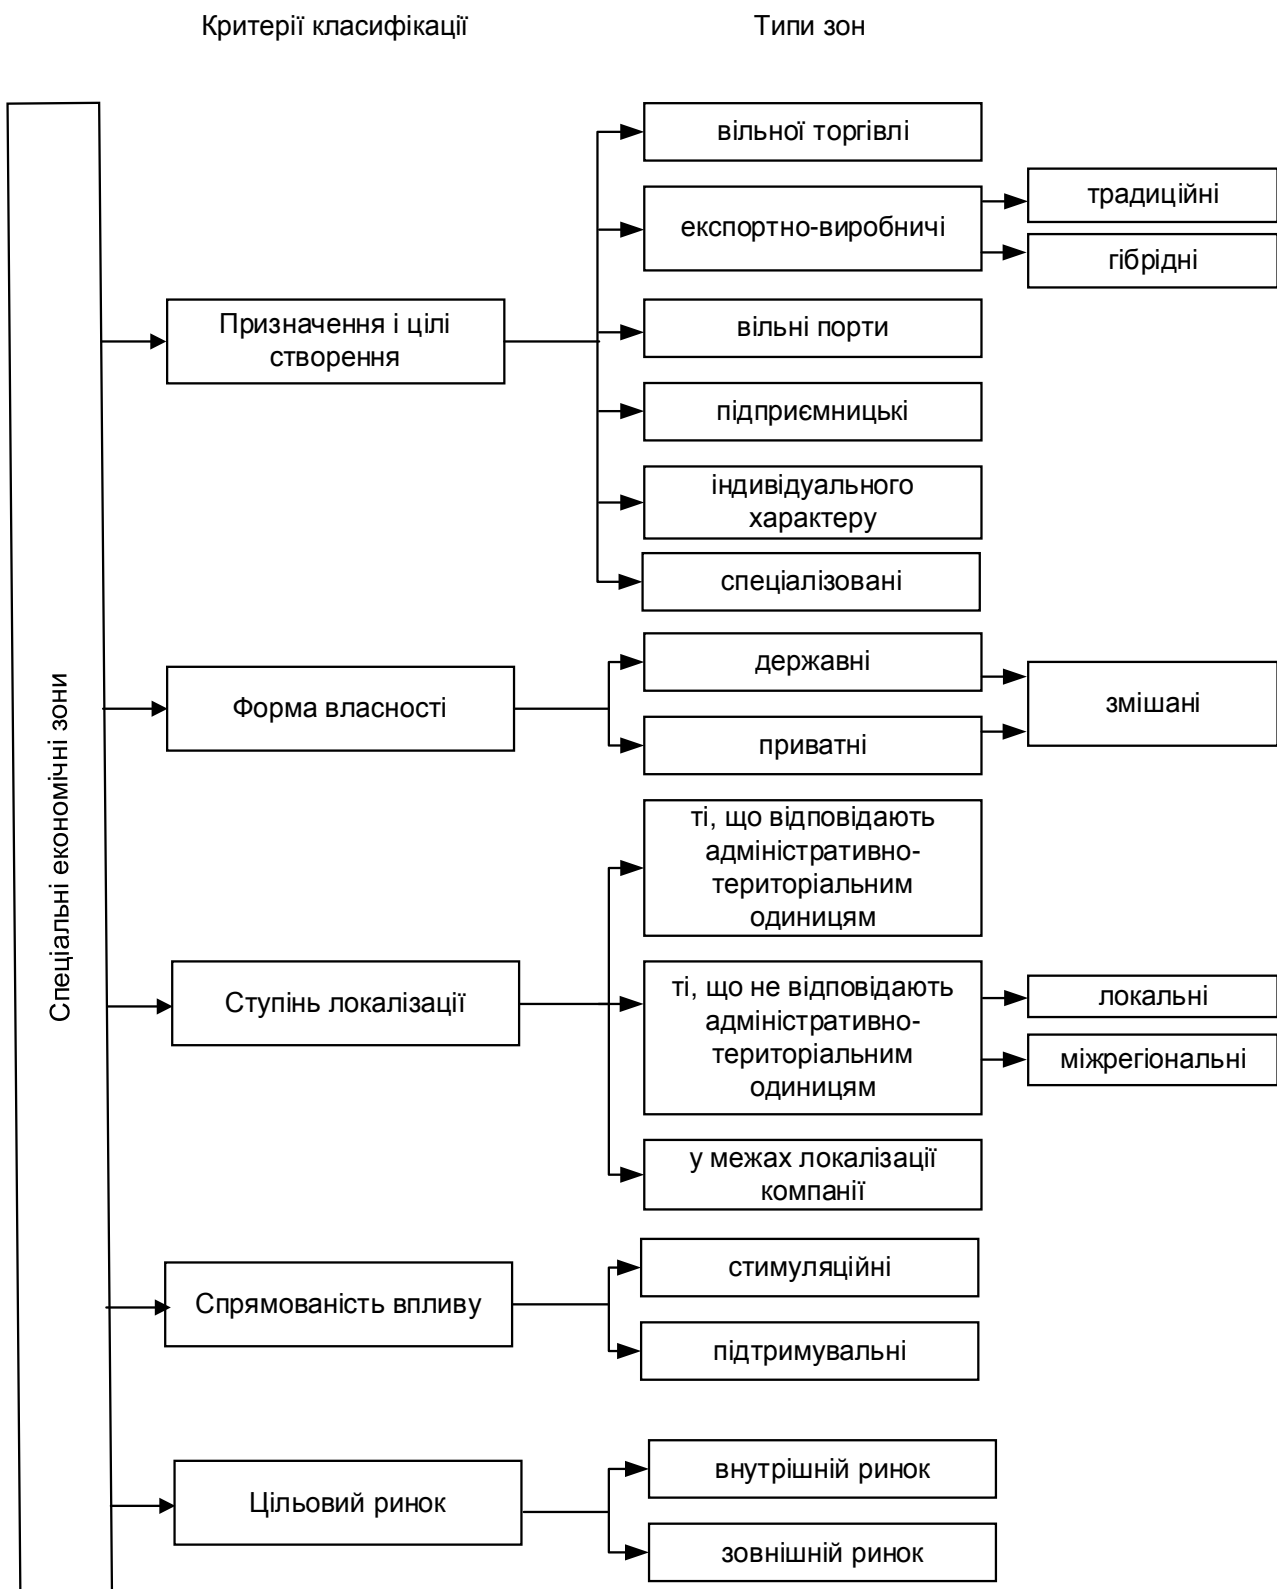 Критерії класифікації
Типи зон
Спеціальні економічні зони
Призначення і цілі
створення
вільної торгівлі
експортно-виробничі
традиційні
гібрідні
вільні порти
підприємницькі
індивідуального
характеру
спеціалізовані
Форма власності
державні
приватні
змішані
Ступінь локалізації
ті, що відповідають
адміністративно-
територіальним
одиницям
ті, що не відповідають
адміністративно-
територіальним
одиницям
локальні
міжрегіональні
у межах локалізації
компанії
Спрямованість впливу
стимуляційні
підтримувальні
Цільовий ринок
внутрішній ринок
зовнішній ринок